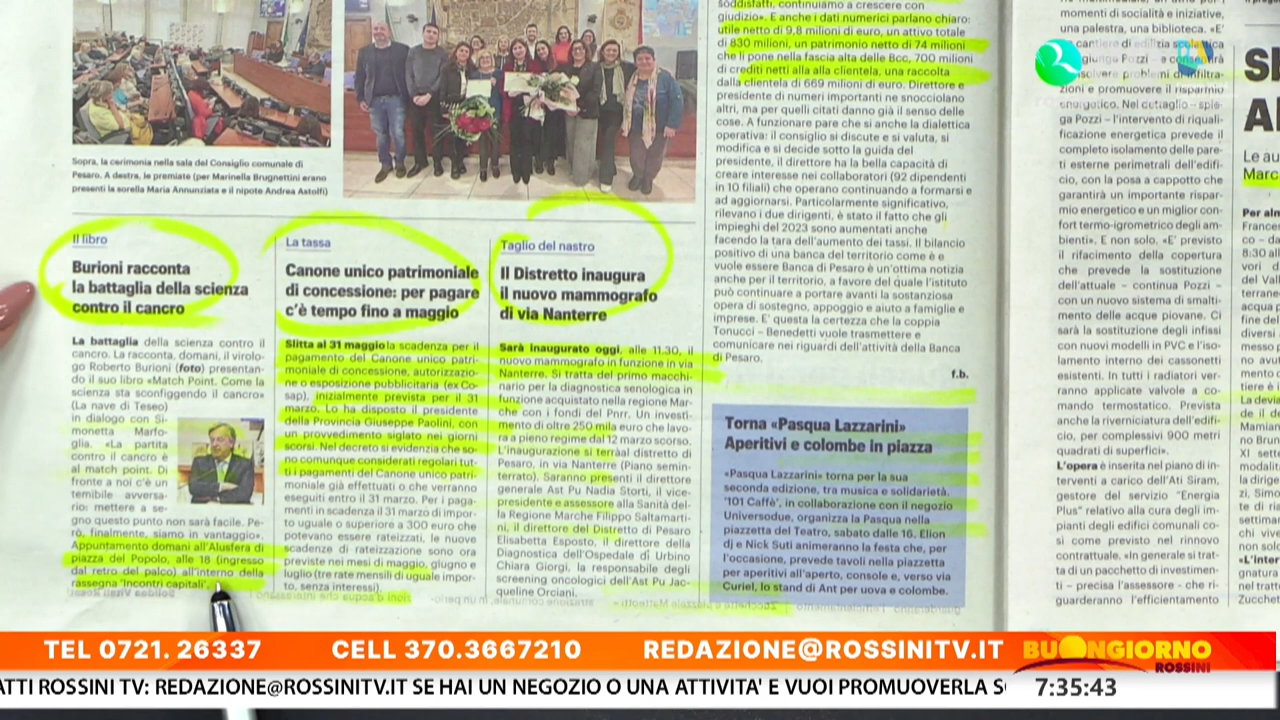 Sopra, la cerimonia nella sala del Consiglio comunale di
Pesaro. A destra, le premiate (per Marinella Brugnettini erano
presenti la sorella Maria Annunziata e il nipote Andrea Astolfi)
Il libro
Burioni racconta
la battaglia della scienza
contro il cancro
La battaglia della scienza contro il
cancro. La racconta, domani, il virolo-
go Roberto Burioni (foto) presentan-
do il suo libro «Match Point. Come la
scienza sta sconfiggendo il cancro»
(La nave di Teseo)
in dialogo con Si-
monetta Marfo-
glia. «La partita
contro il cancro è
al match point. Di
fronte a noi c'è un
temibile avversa-
rio: mettere a se-
gno questo punto non sarà facile. Pe-
rò, finalmente, siamo in vantaggio».
Appuntamento domani all'Alusfera di
piazza del Popolo, alle 18 (ingresso
dal retro del palco) all'interno della
rassegna 'Incontri capitali'.
La tassa
Canone unico patrimoniale
di concessione: per pagare
c'è tempo fino a maggio
Slitta al 31 maggio la scadenza per il
pagamento del Canone unico patri-
moniale di concessione, autorizzazio-
ne o esposizione pubblicitaria (ex Co-
sap), inizialmente prevista per il 31
marzo. Lo ha disposto il presidente
della Provincia Giuseppe Paolini, con
un provvedimento siglato nei giorni
scorsi. Nel decreto si evidenzia che so-
no comunque considerati regolari tut-
ti i pagamenti del Canone unico patri-
moniale già effettuati o che verranno
eseguiti entro il 31 marzo. Per i paga-
menti in scadenza il 31 marzo di impor-
to uguale o superiore a 300 euro che
potevano essere rateizzati, le nuove
scadenze di rateizzazione sono ora
previste nei mesi di maggio, giugno e
luglio (tre rate mensili di uguale impor-
to, senza interessi).
Taglio del nastro
Il Distretto inaugura
il nuovo mammografo
di via Nanterre
Sarà inaugurato oggi, alle 11.30, il
nuovo mammografo in funzione in via
Nanterre. Si tratta del primo macchi-
nario per la diagnostica senologica in
funzione acquistato nella regione Mar-
che con i fondi del Pnrr. Un investi-
mento di oltre 250 mila euro che lavo-
ra a pieno regime dal 12 marzo scorso.
L'inaugurazione si terrà al distretto di
Pesaro, in via Nanterre (Piano semin-
terrato). Saranno presenti il direttore
generale Ast Pu Nadia Storti, il vice-
presidente e assessore alla Sanità del-
la Regione Marche Filippo Saltamarti-
ni, il direttore del Distretto di Pesaro
Elisabetta Esposto, il direttore della
Diagnostica dell'Ospedale di Urbino
Chiara Giorgi, la responsabile degli
screening oncologici dell'Ast Pu Jac-
queline Orciani.
soddisfatti, continuiamo a crescere con
giudizio». E anche i dati numerici parlano chiaro:
utile netto di 9,8 milioni di euro, un attivo totale
di 830 milioni, un patrimonio netto di 74 milioni
che li pone nella fascia alta delle Bcc, 700 milioni
di crediti netti alla alla clientela, una raccolta
dalla clientela di 669 milioni di euro. Direttore e
presidente di numeri importanti ne snocciolano
altri, ma per quelli citati danno già il senso delle
cose. A funzionare pare che si anche la dialettica
operativa: il consiglio si discute e si valuta, si
modifica e si decide sotto la guida del
presidente, il direttore ha la bella capacità di
creare interesse nei collaboratori (92 dipendenti
in 10 filiali) che operano continuando a formarsi e
ad aggiornarsi. Particolarmente significativo,
rilevano i due dirigenti, è stato il fatto che gli
impieghi del 2023 sono aumentati anche
facendo la tara dell'aumento dei tassi. Il bilancio
positivo di una banca del territorio come è e
vuole essere Banca di Pesaro è un'ottima notizia
anche per il territorio, a favore del quale l'istituto
può continuare a portare avanti la sostanziosa
opera di sostegno, appoggio e aiuto a famiglie e
imprese. E' questa la certezza che la coppia
Tonucci – Benedetti vuole trasmettere e
comunicare nei riguardi dell'attività della Banca
di Pesaro.
f.b.
Torna «Pasqua Lazzarini»
Aperitivi e colombe in piazza
«Pasqua Lazzarini» torna per la sua
seconda edizione, tra musica e solidarietà.
'101 Caffè', in collaborazione con il negozio
Universodue, organizza la Pasqua nella
piazzetta del Teatro, sabato dalle 16. Elion
dj e Nick Suti animeranno la festa che, per
l'occasione, prevede tavoli nella piazzetta
per aperitivi all'aperto, console e, verso via
Curiel, lo stand di Ant per uova e colombe.
momenti di socialità e iniziative,
una palestra, una biblioteca. «E'
zioni e promuovere il risparmio
energetico. Nel dettaglio – spie-
ga Pozzi – l'intervento di riquali-
ficazione energetica prevede il
completo isolamento delle pare-
ti esterne perimetrali dell'edifi-
cio, con la posa a cappotto che
garantirà un importante rispar-
mio energetico e un miglior con-
fort termo-igrometrico degli am-
bienti». E non solo. «E' previsto
il rifacimento della copertura
che prevede la sostituzione
dell'attuale – continua Pozzi –
con un nuovo sistema di smalti-
mento delle acque piovane. Ci
sarà la sostituzione degli infissi
con nuovi modelli in PVC e l'iso-
lamento interno dei cassonetti
esistenti. In tutti i radiatori ver-
ranno applicate valvole a co-
mando termostatico. Prevista
anche la riverniciatura dell'edifi-
cio, per complessivi 900 metri
quadrati di superfici».
L'opera è inserita nel piano di in-
terventi a carico dell'Ati Siram,
gestore del servizio "Energia
Plus" relativo alla cura degli im-
pianti degli edifici comunali co-
sì come previsto nel rinnovo
contrattuale. «In generale si trat-
ta di un pacchetto di investimen-
ti – precisa l'assessore - che ri-
guarderanno l'efficientamento
TEL 0721. 26337 CELL 370.3667210 REDAZIONE@ROSSINITV.IT
BUONGIORNO
ROSSINI
ATTI ROSSINI TV: REDAZIONE@ROSSINITV.IT SE HAI UN NEGOZIO O UNA ATTIVITA' E VUOI PROMUOVERLA
7:35:43